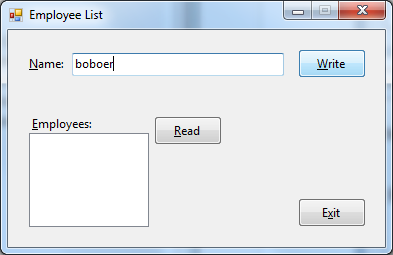 Employee List
Name: boboer Write
Employees:
Read
Exit